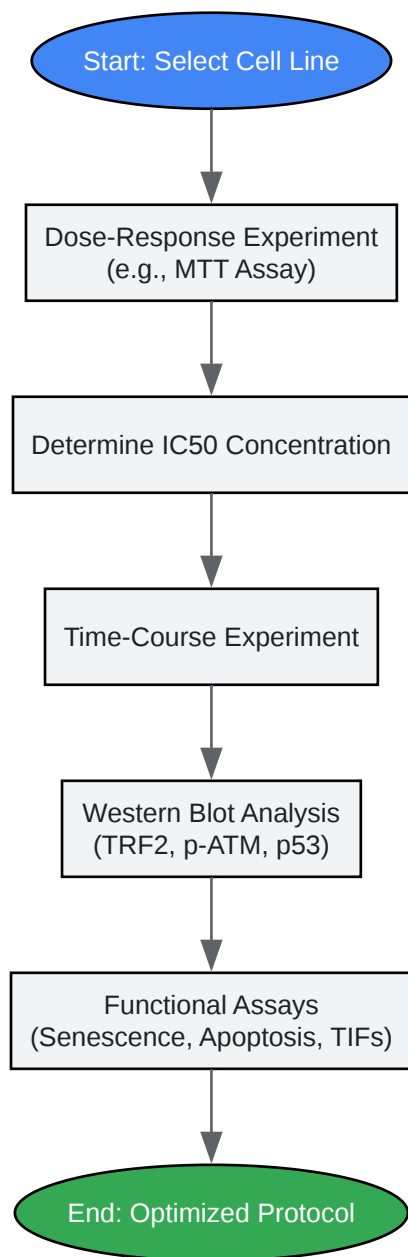 Start: Select Cell Line
Dose-Response Experiment
(e.g., MTT Assay)
Determine IC50 Concentration
Time-Course Experiment
Western Blot Analysis
(TRF2, p-ATM, p53)
Functional Assays
(Senescence, Apoptosis, TIFs)
End: Optimized Protocol